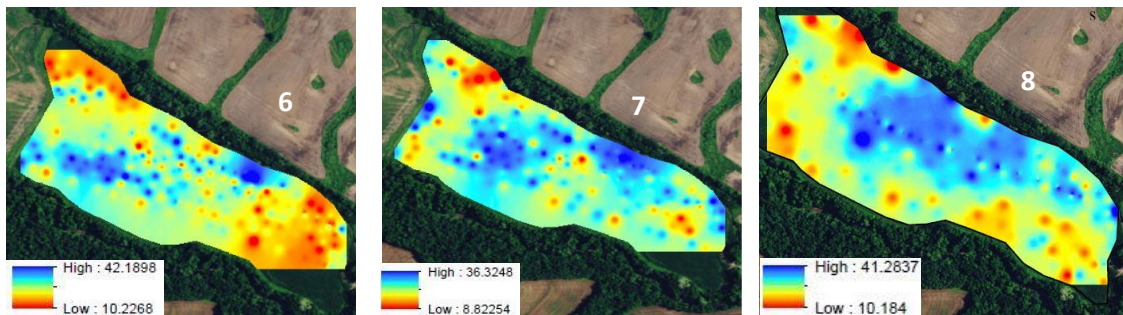 6
High : 42.1898
Low : 10.2268
7
High : 36.3248
Low : 8.82254
s
8
High : 41.2837
Low : 10.184